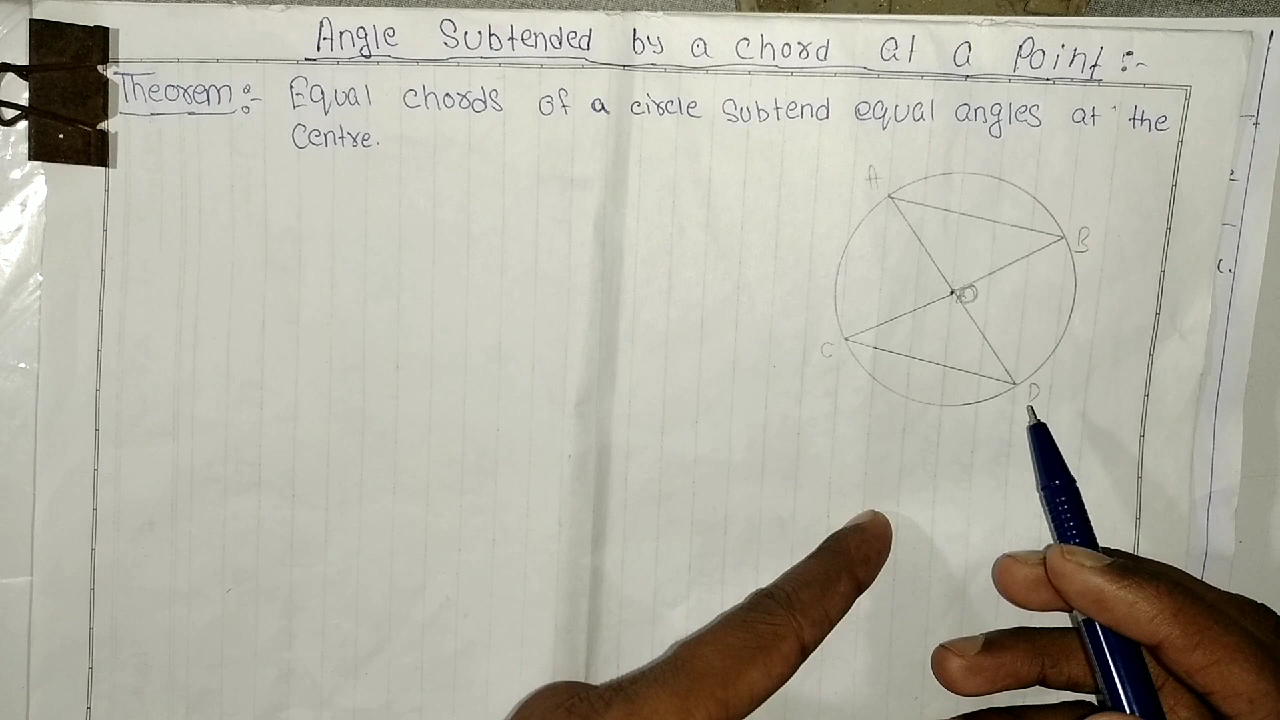 Angle Subtended by a chord at a Point :-
Theorem :- Equal chords of a circle subtend equal angles at the
Centre.
A
B
O
C
D